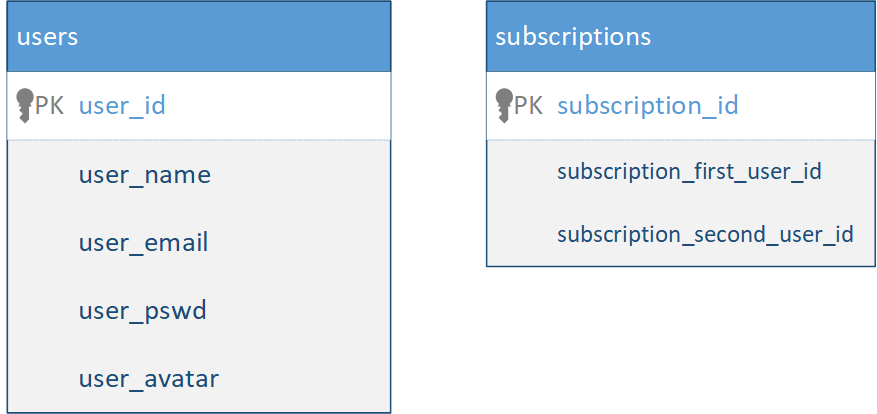 users
PK user_id
user_name
user_email
user_pswd
user_avatar
subscriptions
PK subscription_id
subscription_first_user_id
subscription_second_user_id